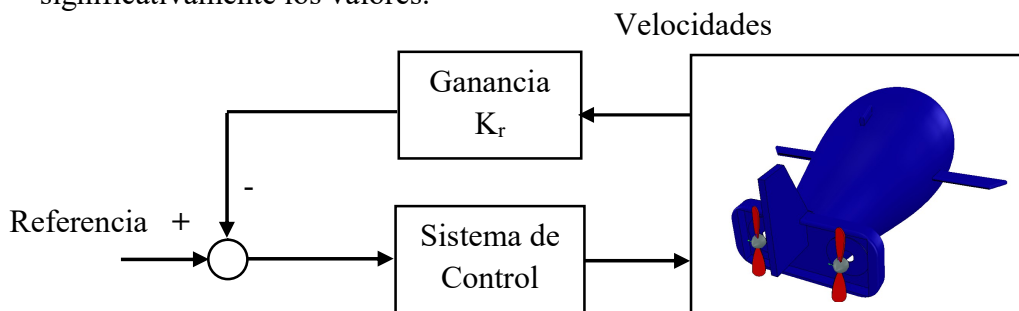 significativamente los valores.
Velocidades
Ganancia
Kr
-
Referencia +
Sistema de
Control